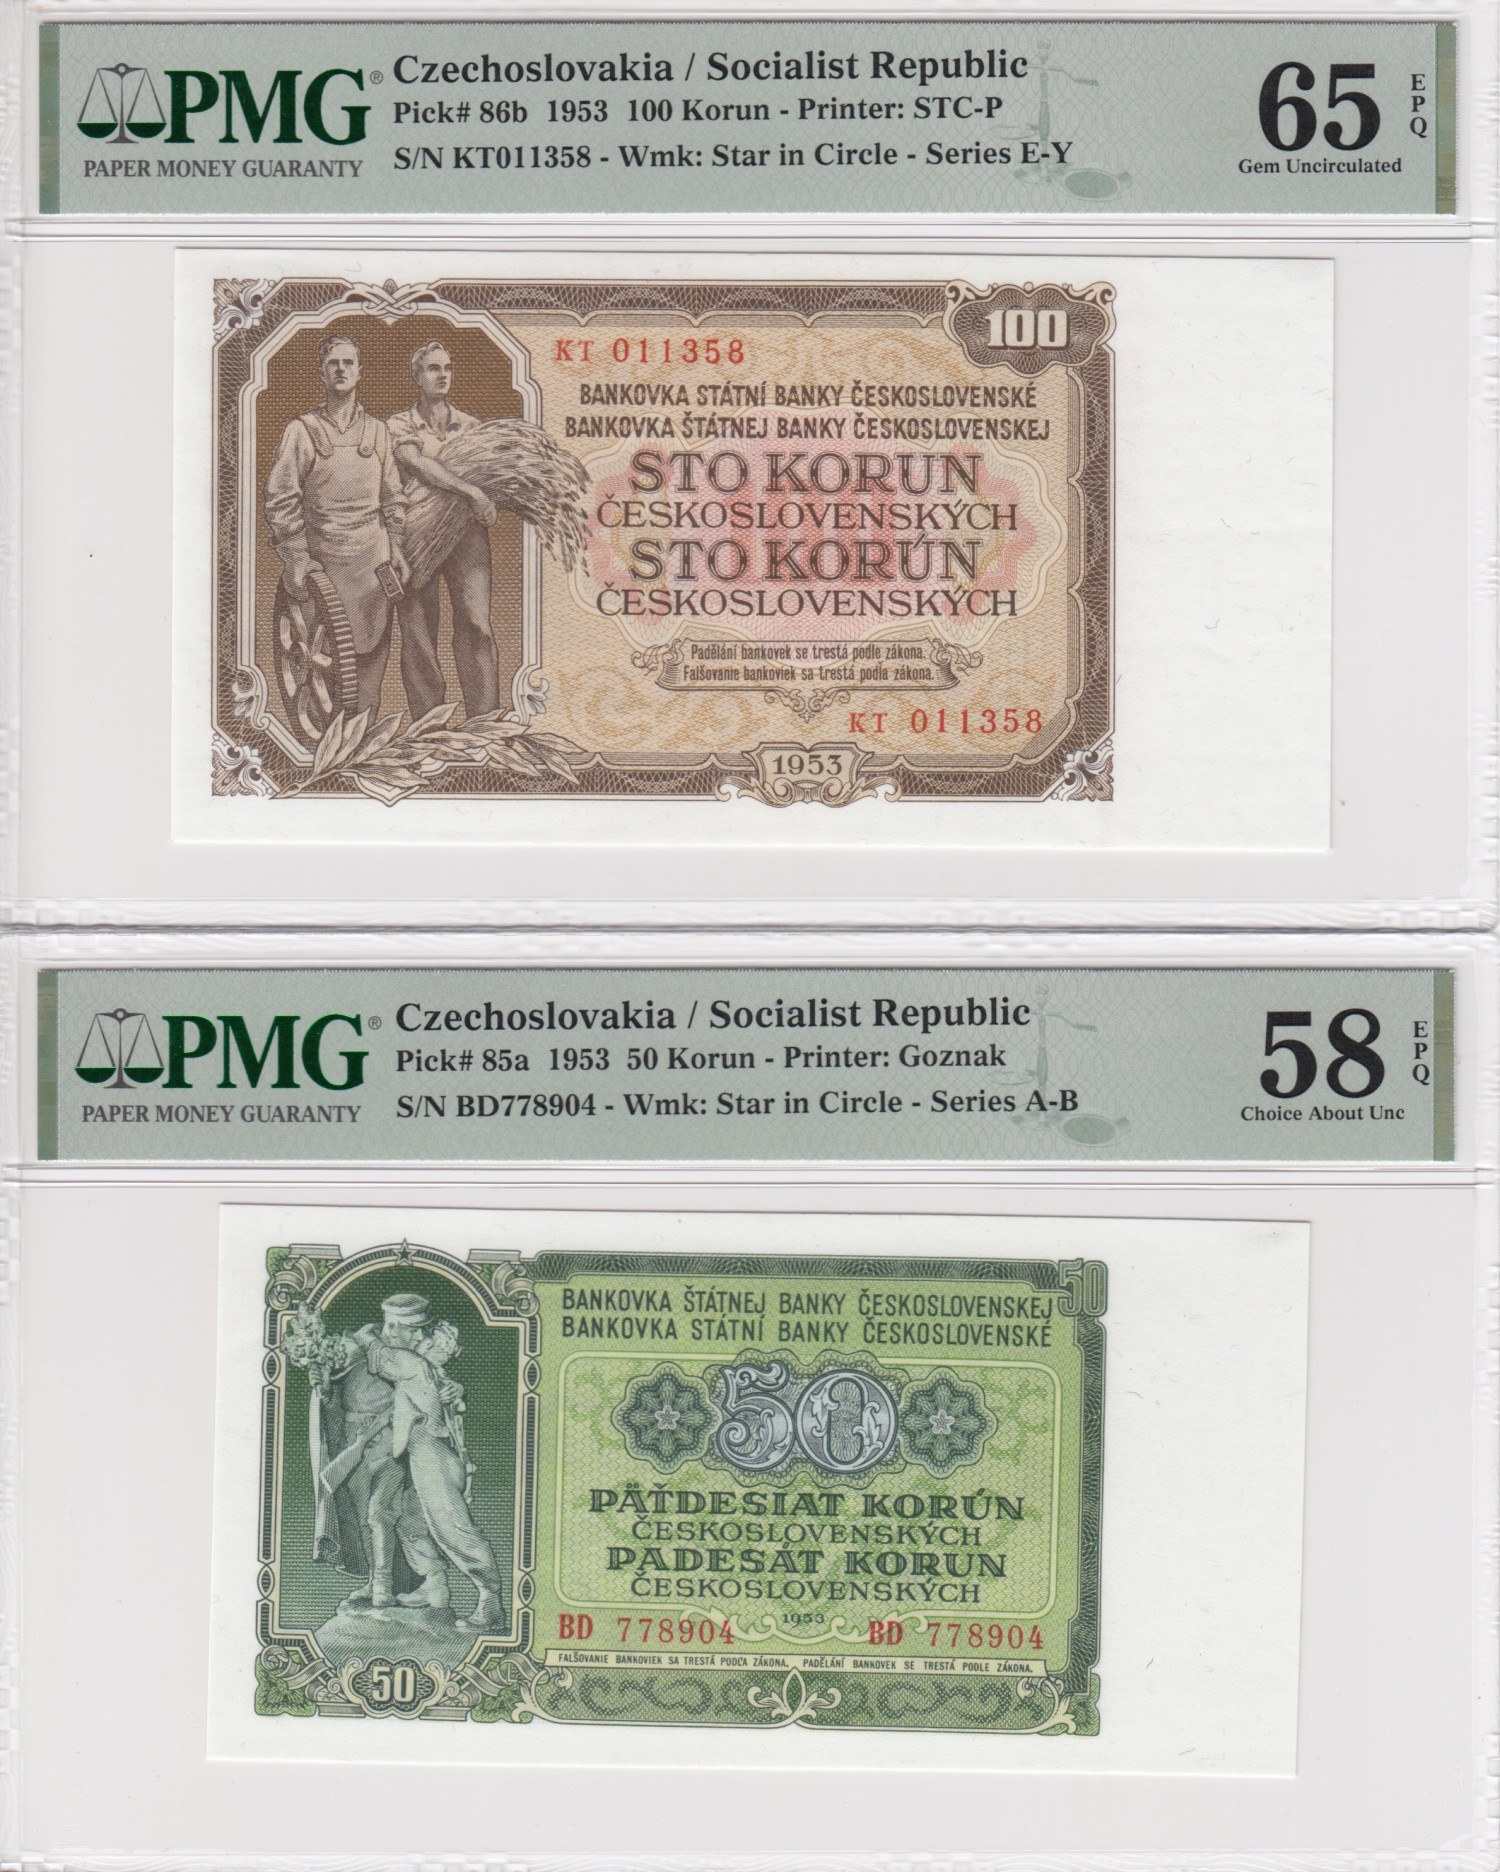 PMG®
PAPER MONEY GUARANTY
Czechoslovakia / Socialist Republic
Pick# 86b 1953 100 Korun - Printer: STC-P
S/N KT011358 - Wmk: Star in Circle - Series E-Y
65 EPQ
Gem Uncirculated
100
KT 011358
BANKOVKA STÁTNÍ BANKY ČESKOSLOVENSKÉ
BANKOVKA ŠTÁTNEJ BANKY ČESKOSLOVENSKEJ
STO KORUN
ČESKOSLOVENSKÝCH
STO KORÚN
ČESKOSLOVENSKÝCH
Padělání bankovek se trestá podle zákona.
Falšovanie bankoviek sa trestá podľa zákona.
KT 011358
1953
PMG®
PAPER MONEY GUARANTY
Czechoslovakia / Socialist Republic
Pick# 85a 1953 50 Korun - Printer: Goznak
S/N BD778904 - Wmk: Star in Circle - Series A-B
58 EPQ
Choice About Unc
50
BANKOVKA ŠTÁTNEJ BANKY ČESKOSLOVENSKEJ
BANKOVKA STÁTNÍ BANKY ČESKOSLOVENSKÉ
50
PÄŤDESIAT KORÚN
ČESKOSLOVENSKÝCH
PADESÁT KORUN
ČESKOSLOVENSKÝCH
1953
BD 778904 BD 778904
FALŠOVANIE BANKOVIEK SA TRESTÁ PODĽA ZÁKONA. PADĚLÁNÍ BANKOVEK SE TRESTÁ PODLE ZÁKONA.
50